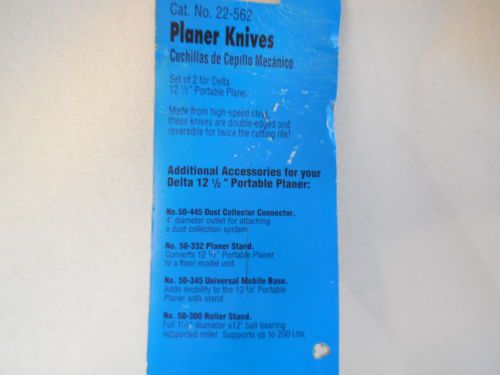 Cat. No. 22-562
Planer Knives
Cuchillas de Cepillo Mecánico
Set of 2 for Delta
12 ½" Portable Planer
Made from high-speed steel,
these knives are double-edged and
reversible for twice the cutting life!
Additional Accessories for your
Delta 12 ½ " Portable Planer:
No. 50-445 Dust Collector Connector.
4" diameter outlet for attaching
a dust collection system.
No. 50-332 Planer Stand.
Converts 12 ½" Portable Planer
to a floor model unit.
No. 50-345 Universal Mobile Base.
Adds mobility to the 12 ½" Portable
Planer with stand.
No. 50-300 Roller Stand.
Full diameter x12" ball bearing
supported roller. Supports up to 200 Lbs.